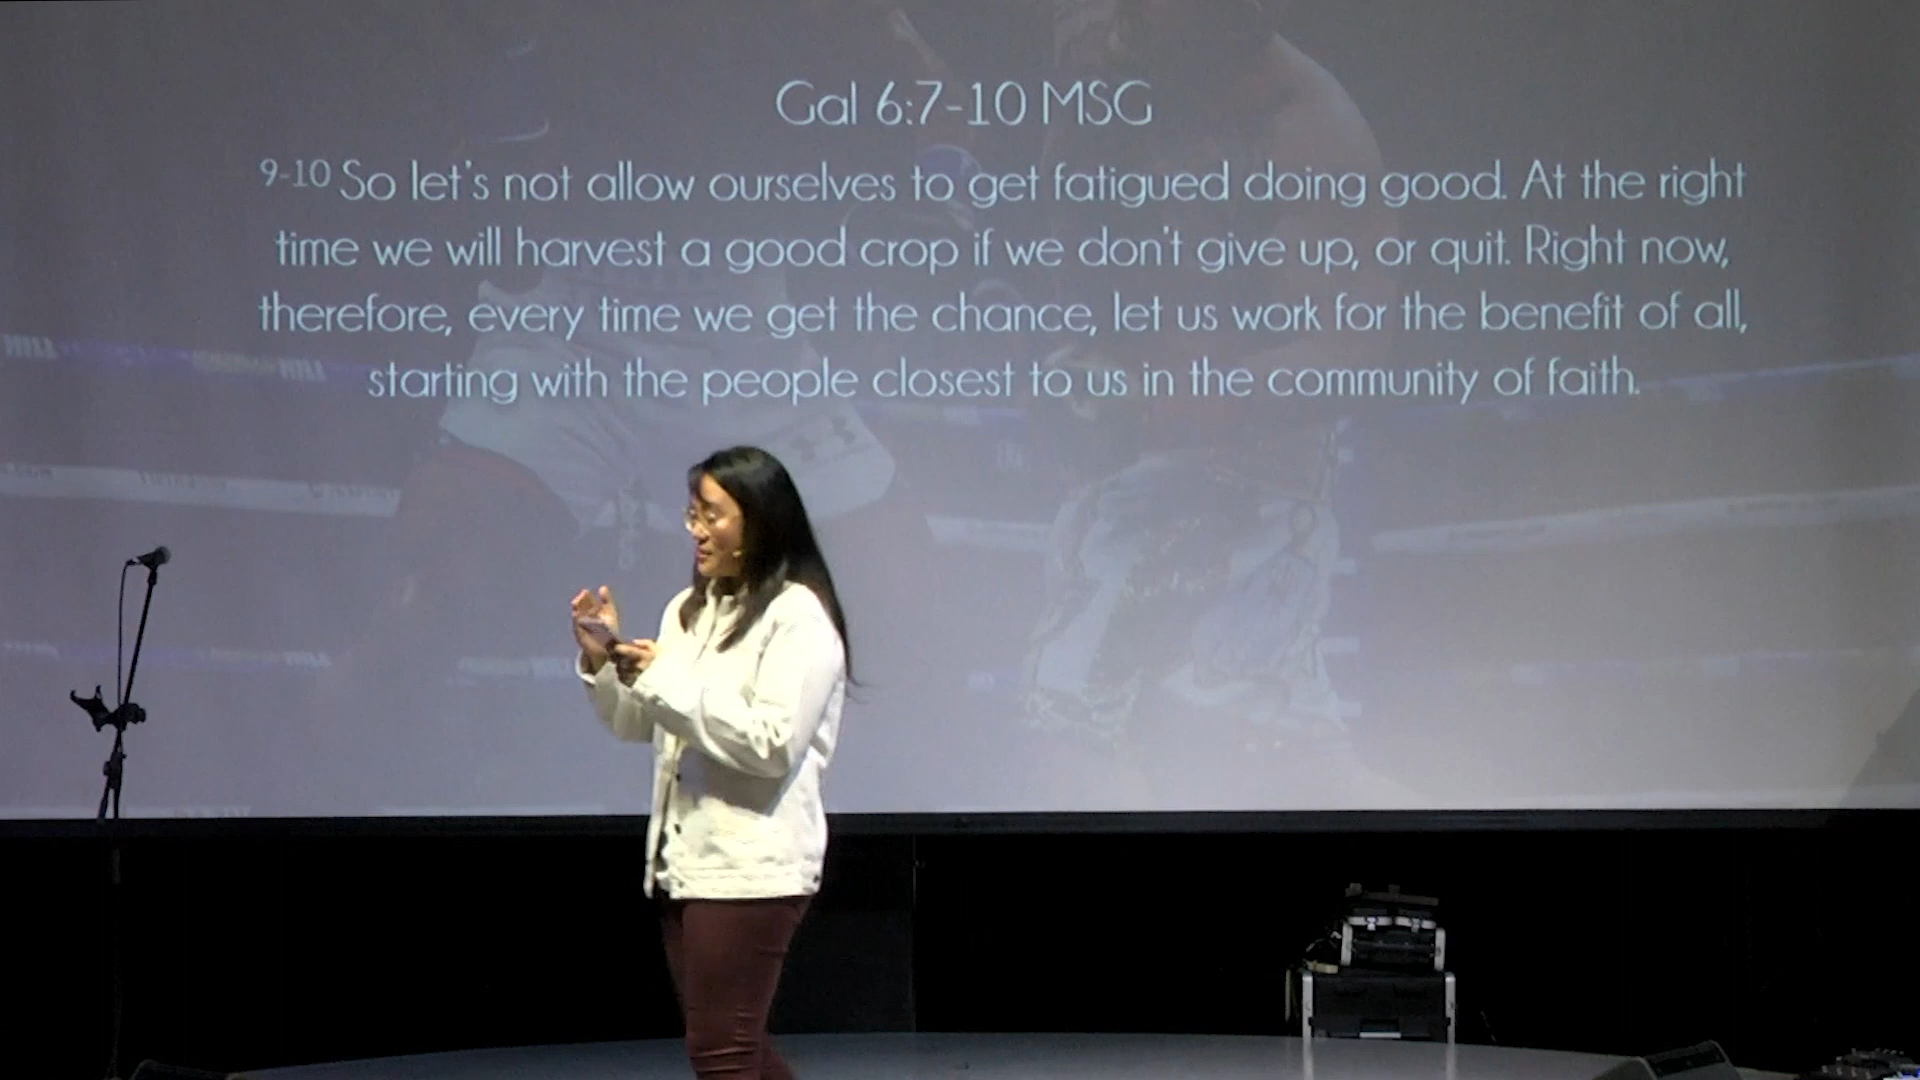 Gal 6:7-10 MSG
9-10 So let's not allow ourselves to get fatigued doing good. At the right
time we will harvest a good crop if we don't give up, or quit. Right now,
therefore, every time we get the chance, let us work for the benefit of all,
starting with the people closest to us in the community of faith.